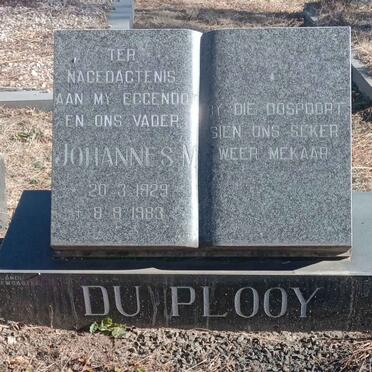 TER
NAGEDAGTENIS
AAN MY EGGENOOT
EN ONS VADER
JOHANNES M
20·3·1929
8·9·1983
BY DIE OOSPOORT
SIEN ONS SEKER
WEER MEKAAR
DU PLOOY